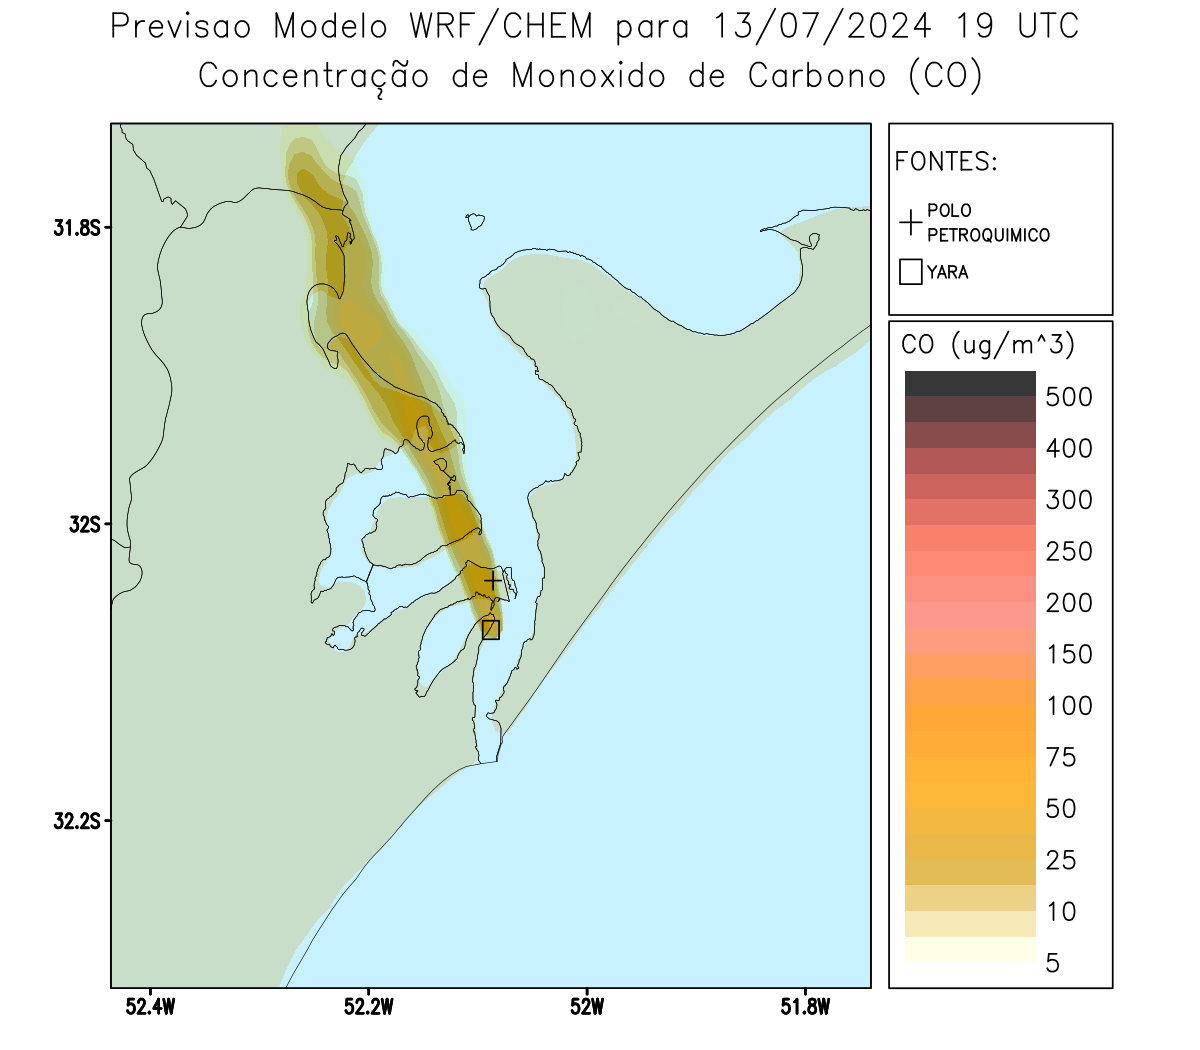 Previsao Modelo WRF/CHEM para 13/07/2024 19 UTC
Concentração de Monoxido de Carbono (CO)
FONTES:
POLO
PETROQUIMICO
YARA
31.8S
32S
32.2S
52.4W
52.2W
52W
51.8W
CO (ug/m^3)
500
400
300
250
200
150
100
75
50
25
10
5